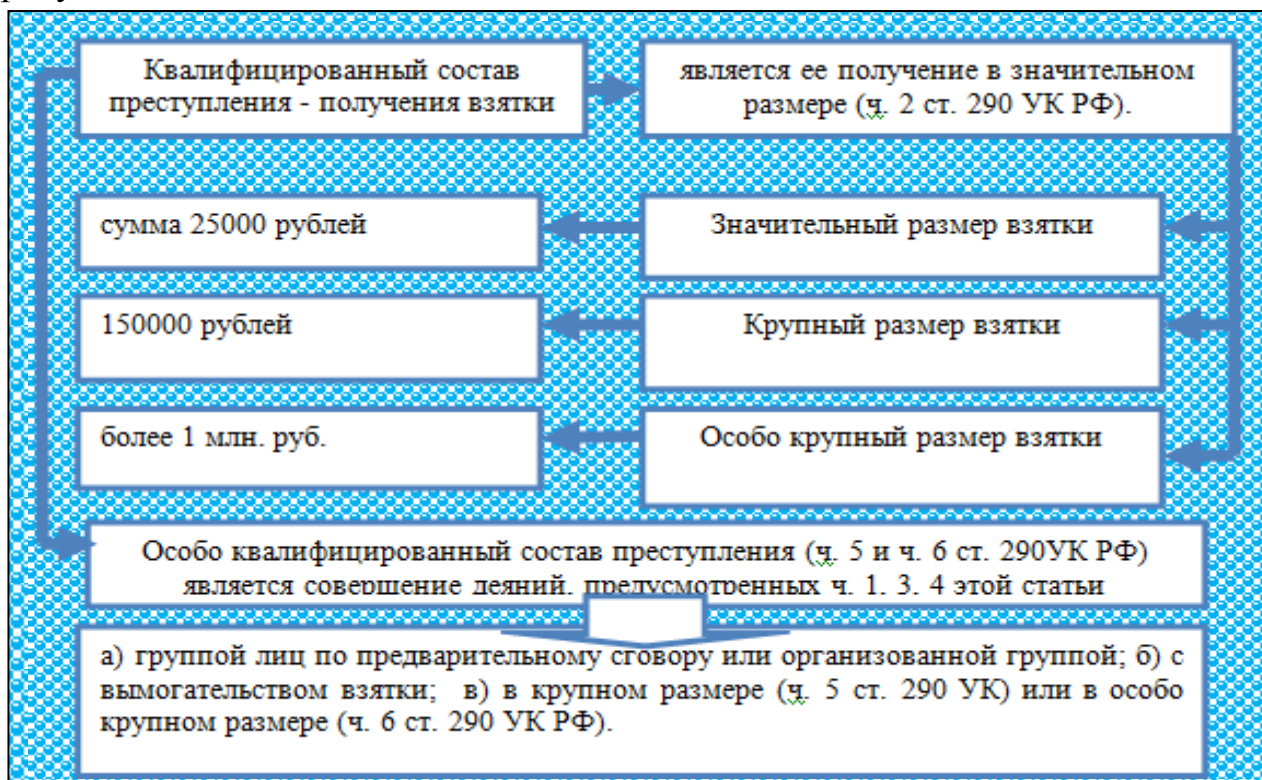 Квалифицированный состав
преступления - получения взятки
является ее получение в значительном
размере (ч. 2 ст. 290 УК РФ).
сумма 25000 рублей
Значительный размер взятки
150000 рублей
Крупный размер взятки
более 1 млн. руб.
Особо крупный размер взятки
Особо квалифицированный состав преступления (ч. 5 и ч. 6 ст. 290УК РФ)
является совершение деяний, предусмотренных ч. 1, 3, 4 этой статьи
а) группой лиц по предварительному сговору или организованной группой; б) с
вымогательством взятки; в) в крупном размере (ч. 5 ст. 290 УК) или в особо
крупном размере (ч. 6 ст. 290 УК РФ).